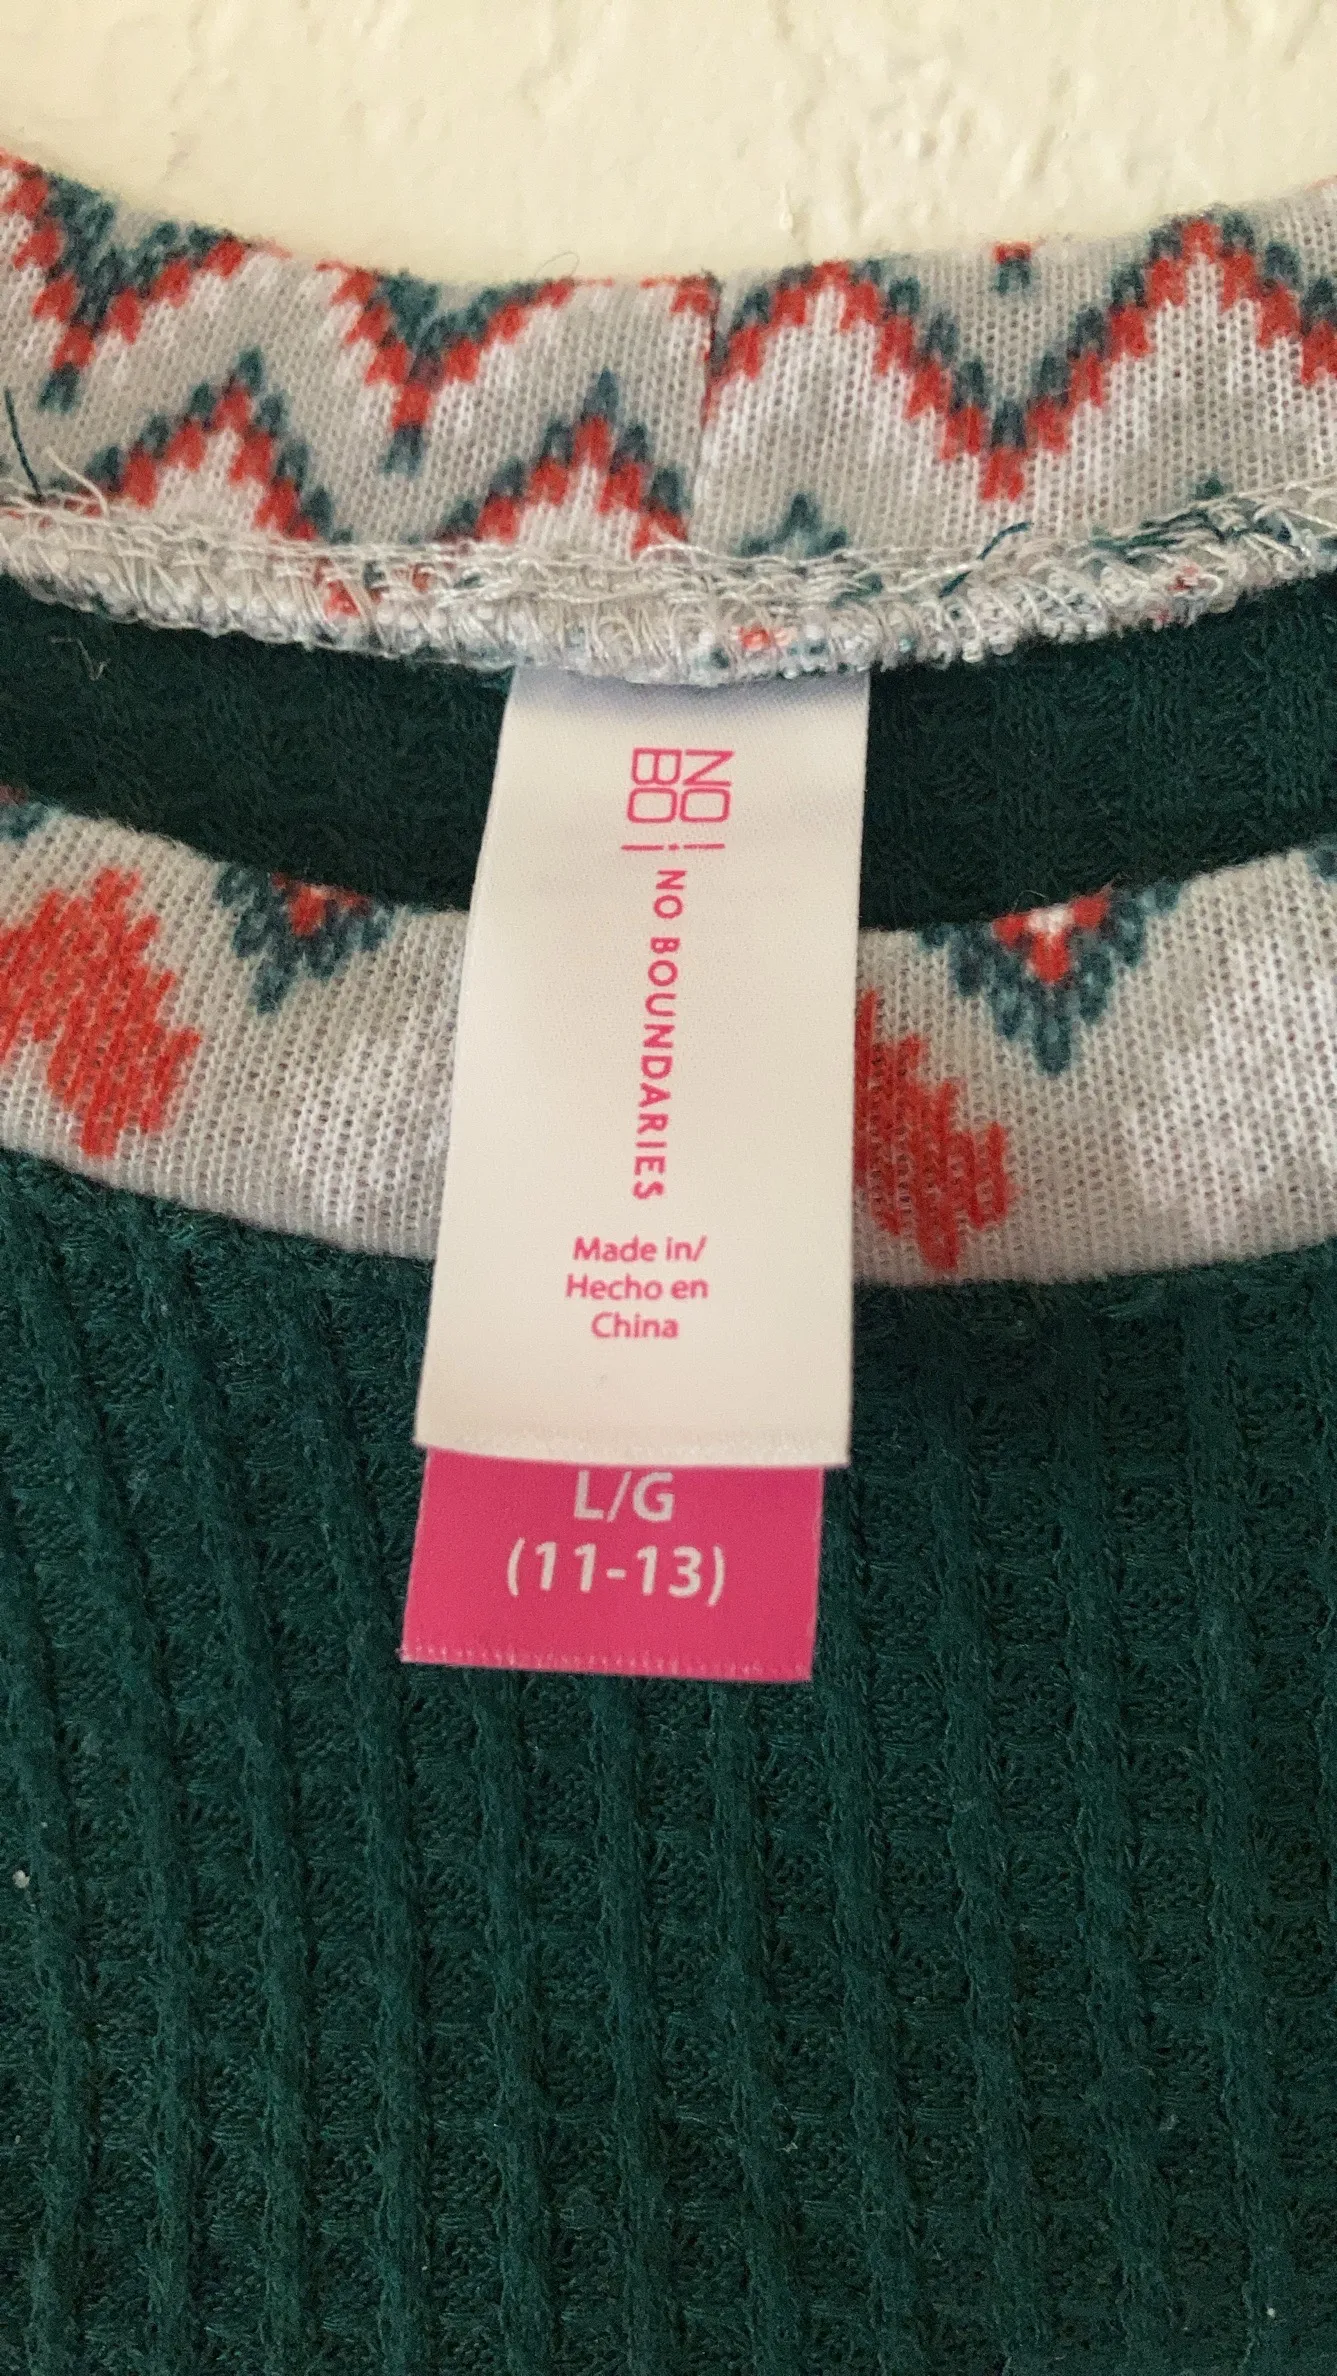 NO
BO
NO BOUNDARIES
Made in/
Hecho en
China
L/G
(11-13)